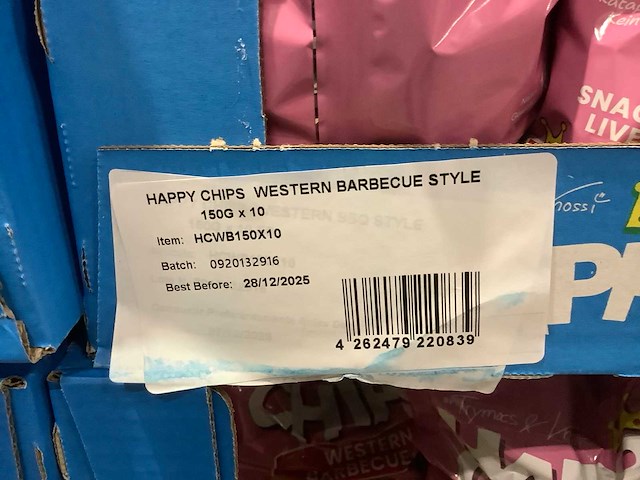 SNAC
LIVE
HAPPY CHIPS WESTERN BARBECUE STYLE
150G x 10
Item: HCWB150X10
Batch: 0920132916
Best Before: 28/12/2025
4 262479 220839
CHIP
WESTERN
BARBECUE